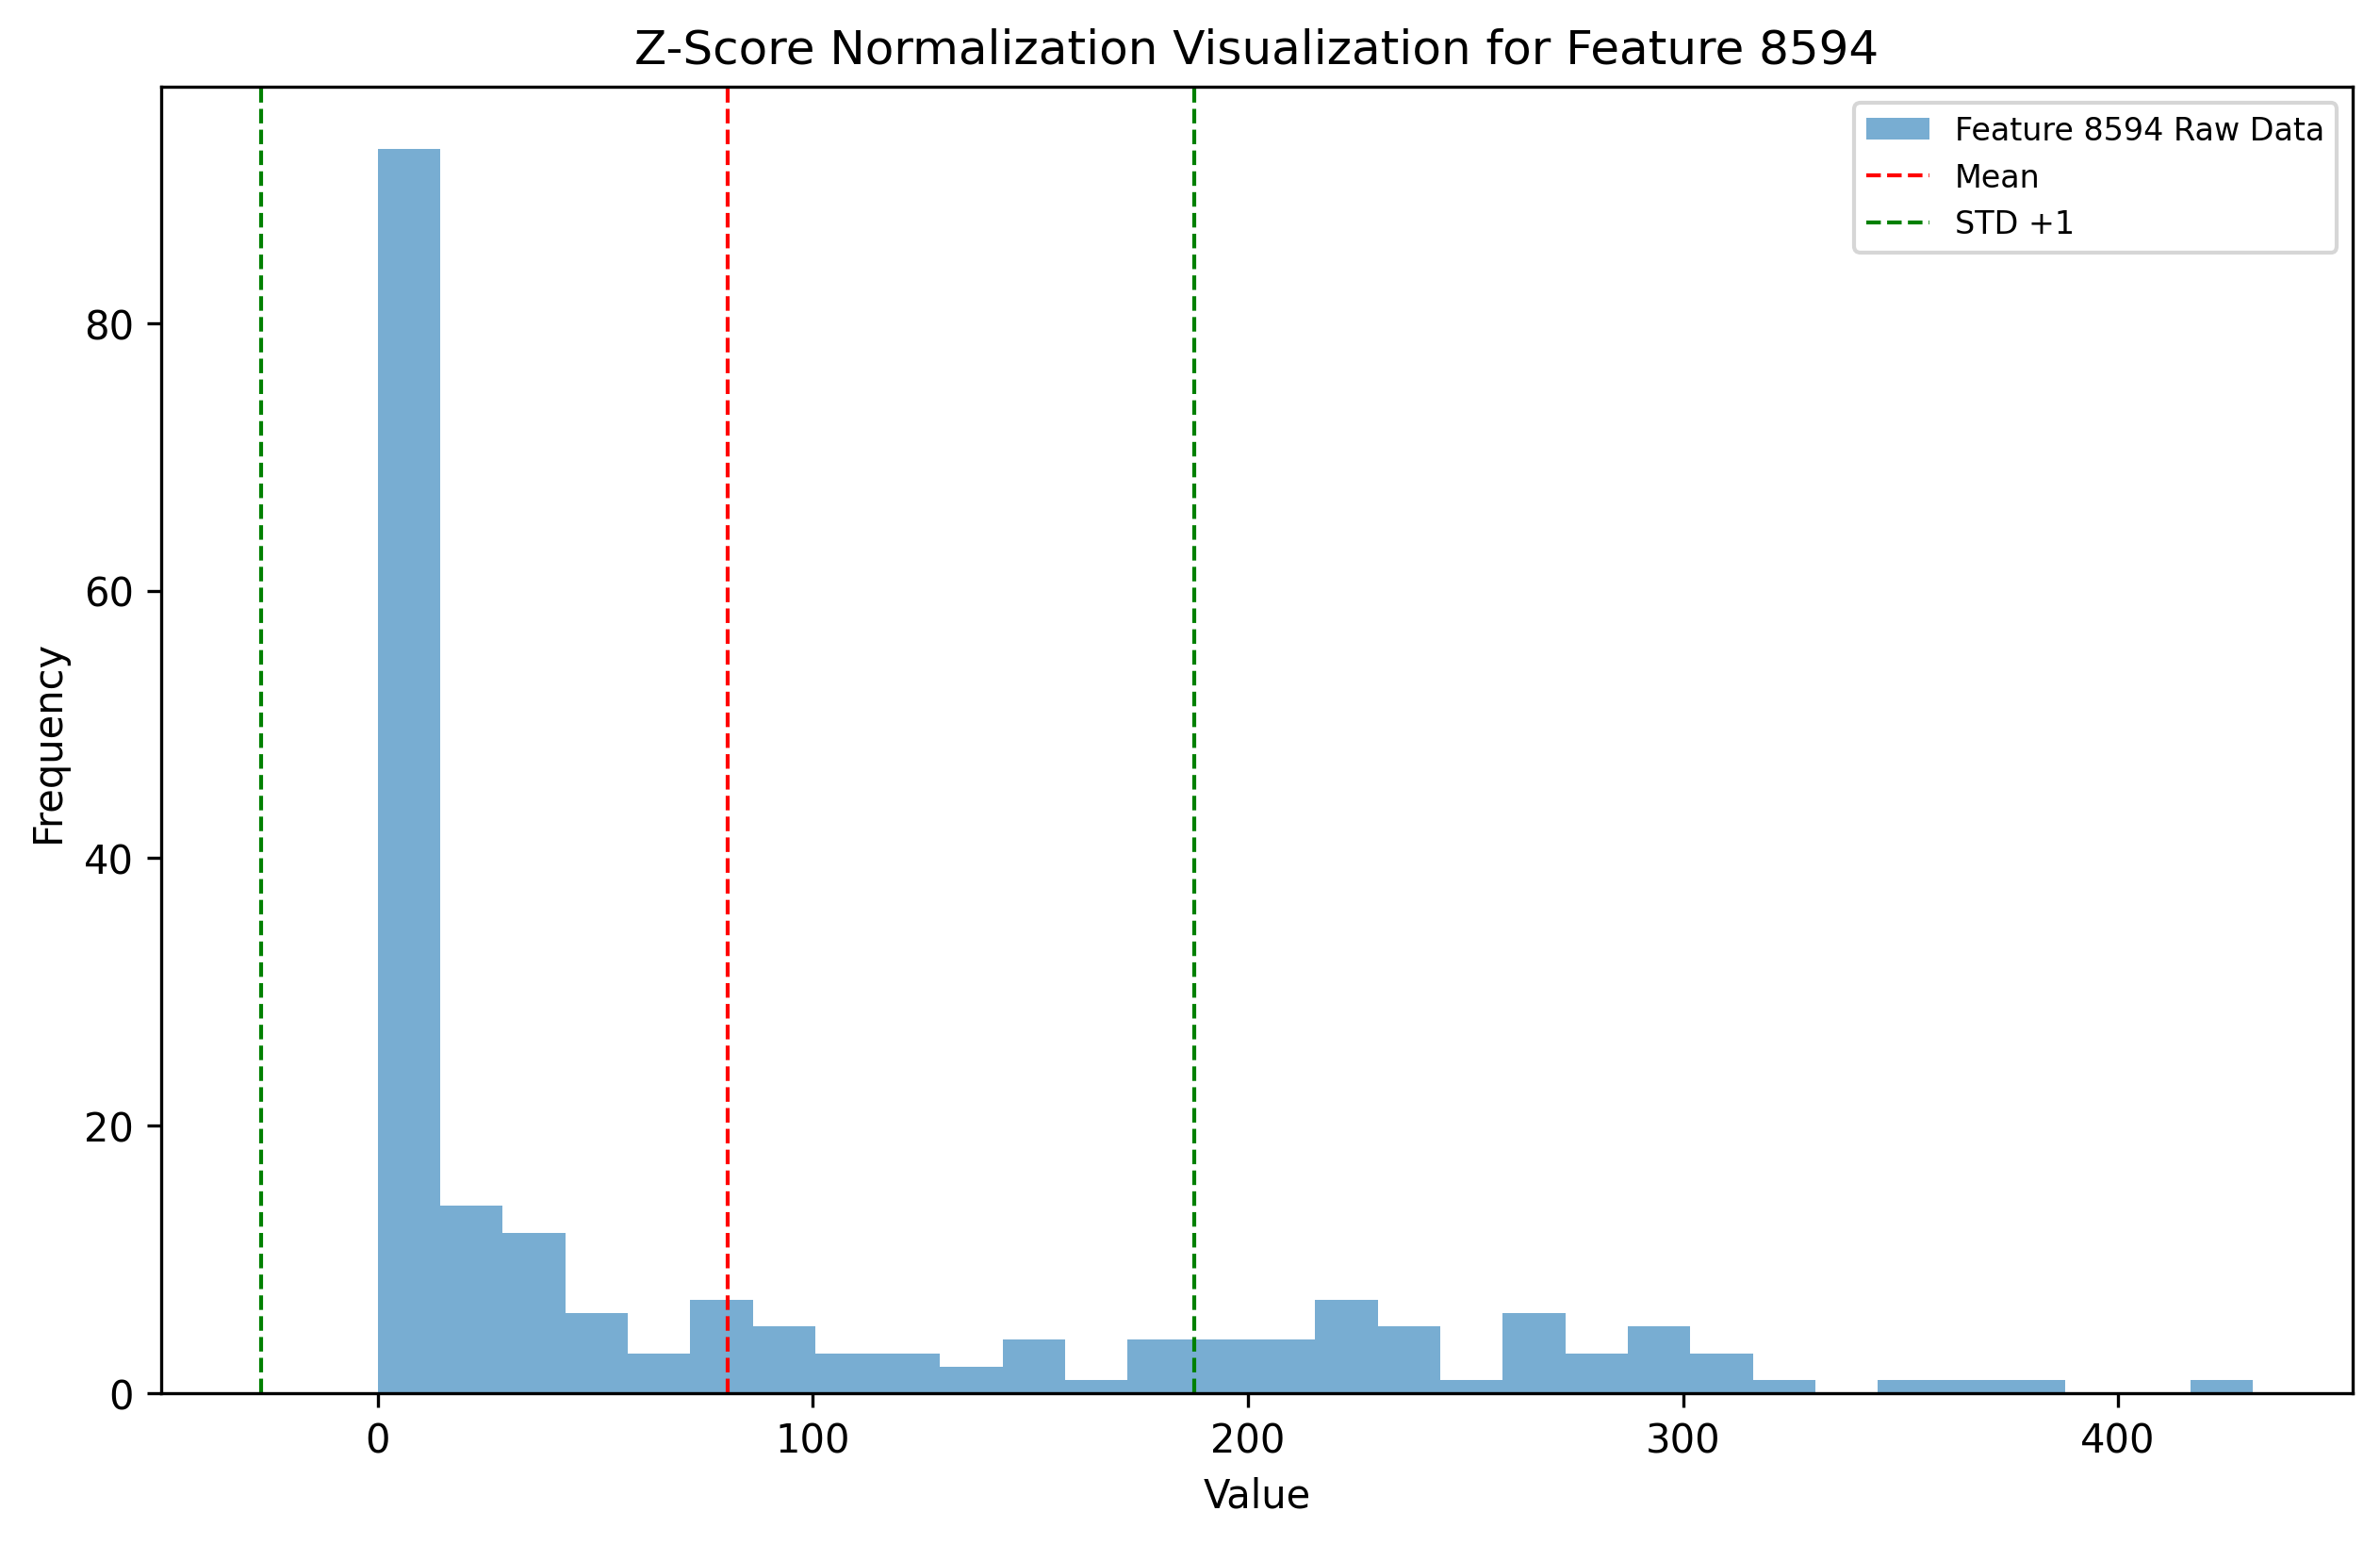 Z-Score Normalization Visualization for Feature 8594
Feature 8594 Raw Data
Mean
STD +1
80
60
40
20
0
Frequency
0
100
200
300
400
Value